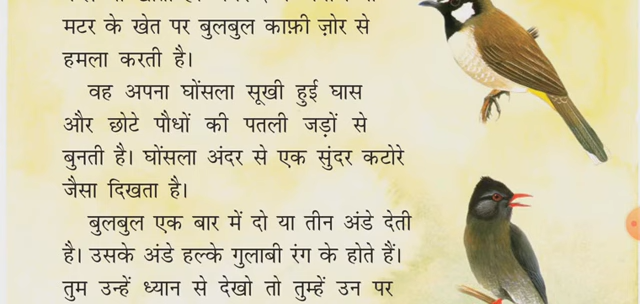 मटर के खेत पर बुलबुल काफ़ी ज़ोर से
हमला करती है।
वह अपना घोंसला सूखी हुई घास
और छोटे पौधों की पतली जड़ों से
बुनती है। घोंसला अंदर से एक सुंदर कटोरे
जैसा दिखता है।
बुलबुल एक बार में दो या तीन अंडे देती
है। उसके अंडे हल्के गुलाबी रंग के होते हैं।
तुम उन्हें ध्यान से देखो तो तुम्हें उन पर